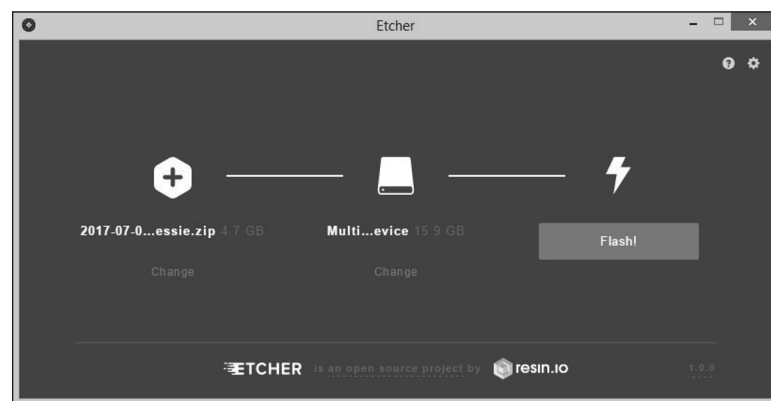 Etcher
2017-07-0...essie.zip 4.7 GB
Multi...evice 15.9 GB
Flash!
Change
Change
ETCHER is an open source project by resin.io 1.0.0